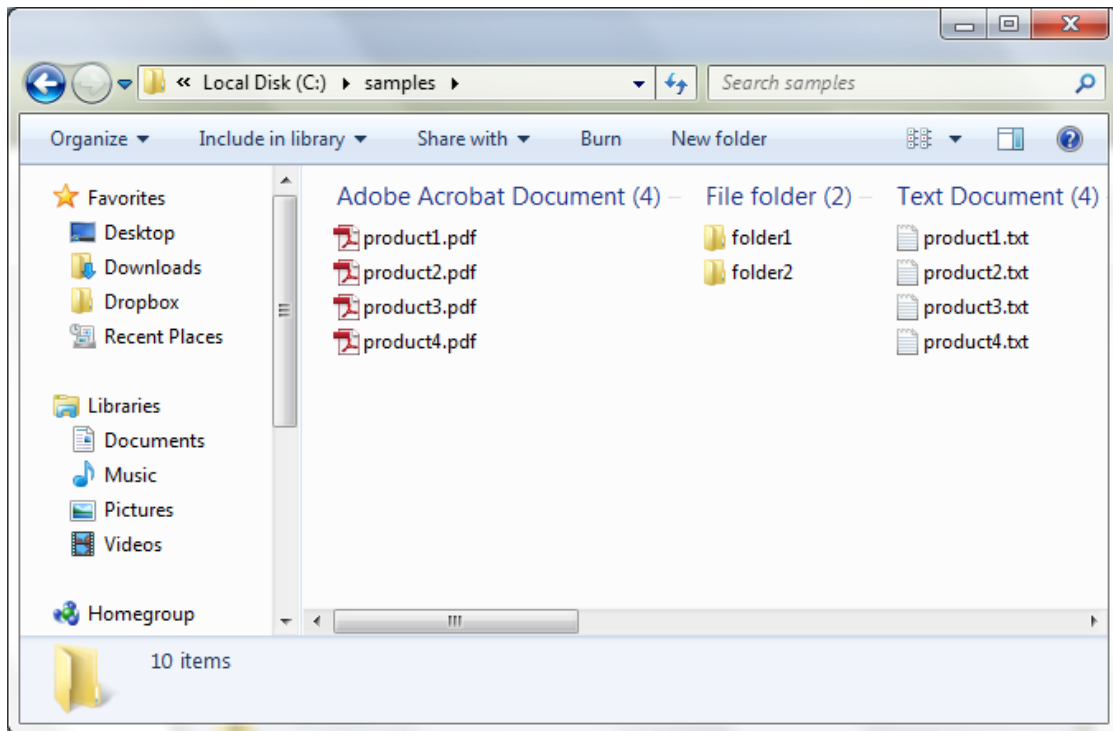 « Local Disk (C:) samples
Search samples
Organize Include in library Share with Burn New folder
Favorites
Desktop
Downloads
Dropbox
Recent Places
Libraries
Documents
Music
Pictures
Videos
Homegroup
Adobe Acrobat Document (4)
product1.pdf
product2.pdf
product3.pdf
product4.pdf
File folder (2)
folder1
folder2
Text Document (4)
product1.txt
product2.txt
product3.txt
product4.txt
10 items